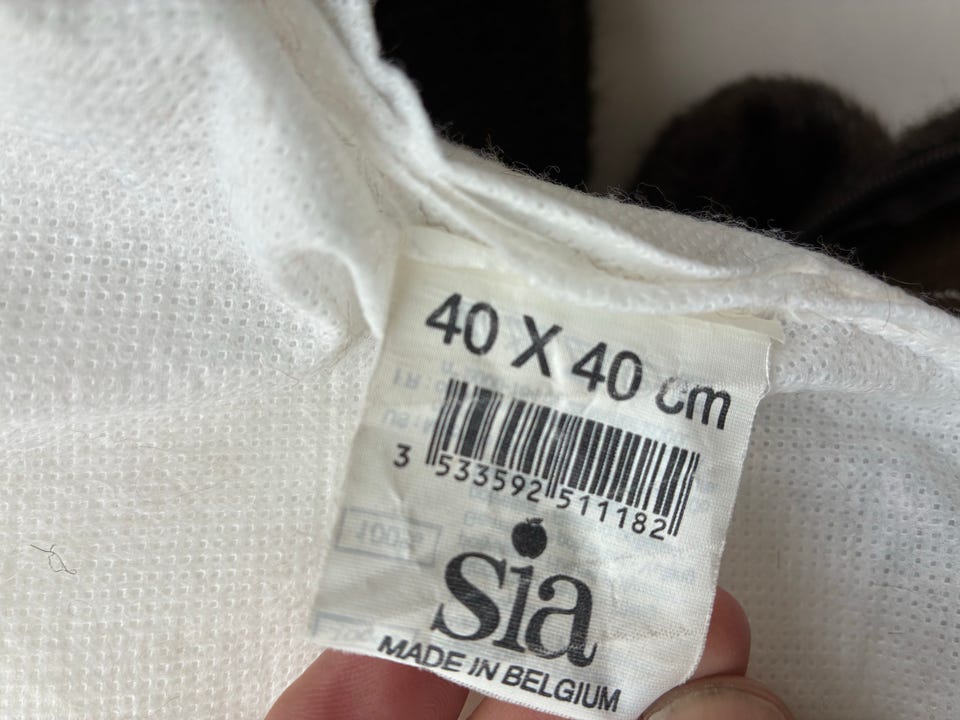 40 X 40 cm
3 533592 511182
sia
MADE IN BELGIUM